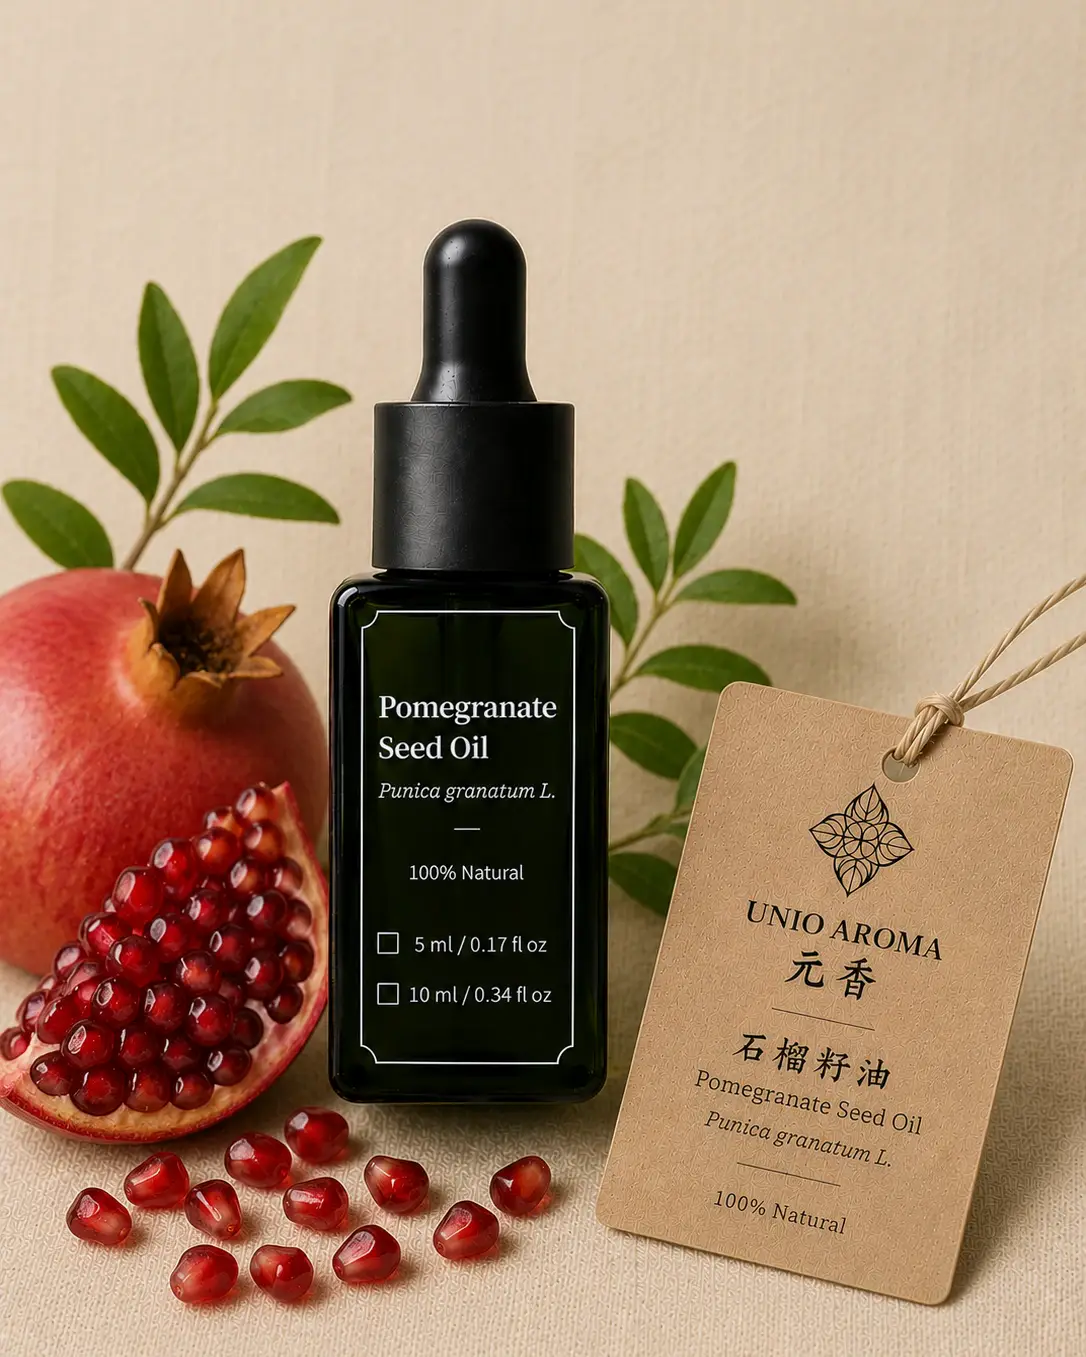 Pomegranate
Seed Oil
Punica granatum L.
100% Natural
☐ 5 ml / 0.17 fl oz
☐ 10 ml / 0.34 fl oz
UNIO AROMA
元香
石榴籽油
Pomegranate Seed Oil
Punica granatum L.
100% Natural